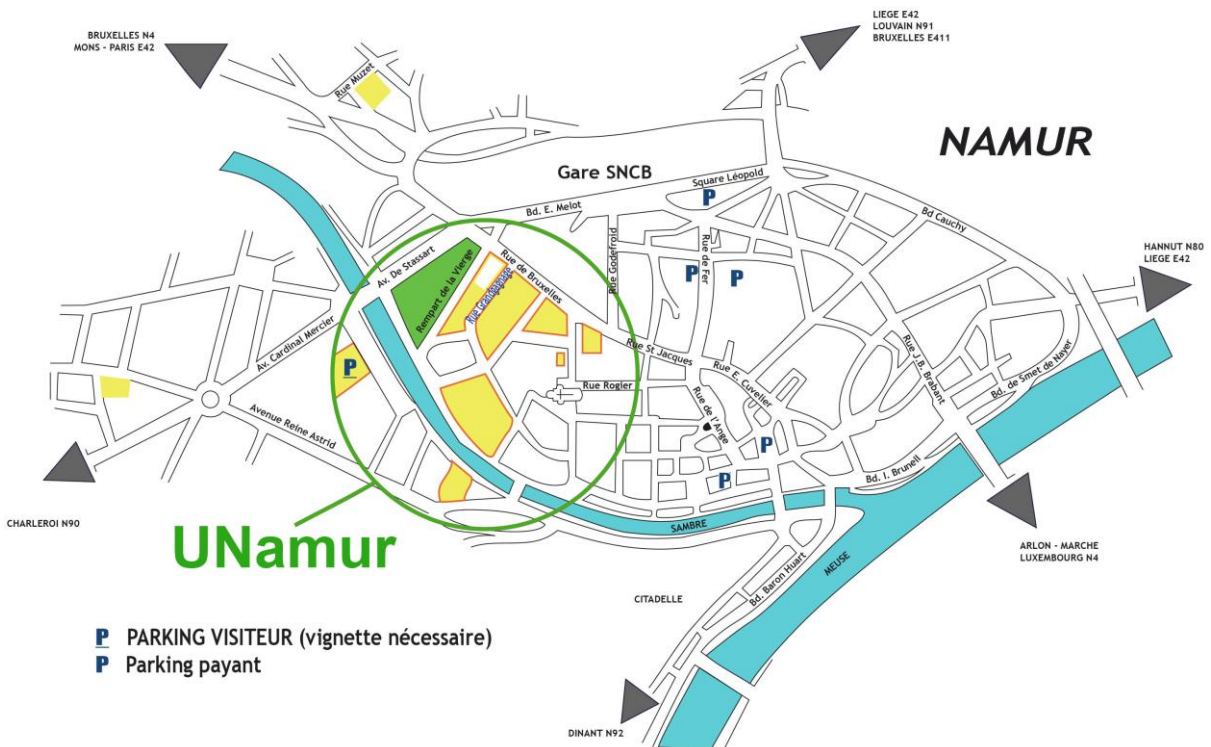 BRUXELLES N4
MONS - PARIS E42
LIEGE E42
LOUVAIN N91
BRUXELLES E411
Rue Muzet
NAMUR
Gare SNCB
Square Léopold
P
Bd. E. Melot
Bd Cauchy
HANNUT N80
LIEGE E42
Av. De Stassart
Rempart de la Vierge
Rue Grandgagnage
Rue de Bruxelles
Rue Godefroid
Rue de Fer
P
P
Av. Cardinal Mercier
P
Rue St Jacques
Rue E. Cuvelier
Rue J.B. Brabant
Bd. de Smet de Nayer
Rue Rogier
Rue de l'Ange
Avenue Reine Astrid
P
P
Bd. I. Brunell
CHARLEROI N90
UNamur
SAMBRE
MEUSE
ARLON - MARCHE
LUXEMBOURG N4
Bd. Baron Huart
CITADELLE
P PARKING VISITEUR (vignette nécessaire)
P Parking payant
DINANT N92